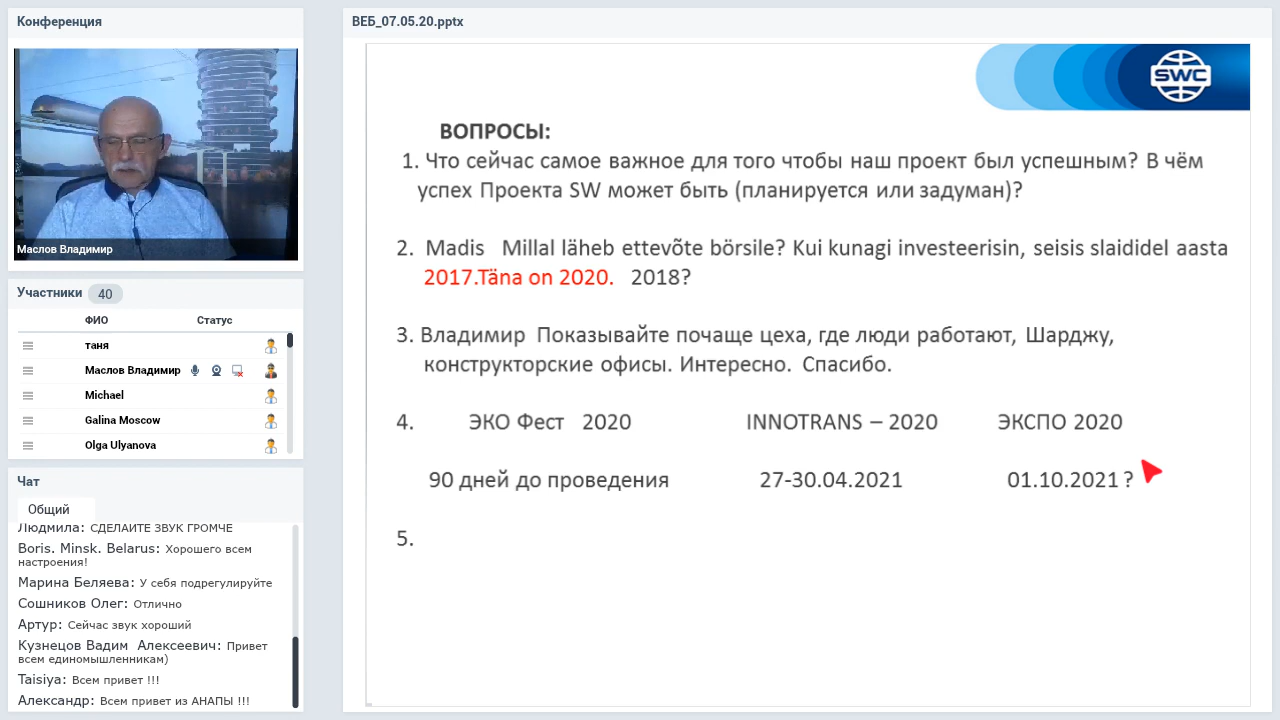 Конференция
Маслов Владимир
Участники 40
ФИО Статус
таня
Маслов Владимир
Michael
Galina Moscow
Olga Ulyanova
Чат
Общий
Людмила: СДЕЛАЙТЕ ЗВУК ГРОМЧЕ
Boris. Minsk. Belarus: Хорошего всем
настроения!
Марина Беляева: У себя подрегулируйте
Сошников Олег: Отлично
Артур: Сейчас звук хороший
Кузнецов Вадим Алексеевич: Привет
всем единомышленникам)
Taisiya: Всем привет !!!
Александр: Всем привет из АНАПЫ !!!
ВЕБ_07.05.20.pptx
SWC
ВОПРОСЫ:
1. Что сейчас самое важное для того чтобы наш проект был успешным? В чём
успех Проекта SW может быть (планируется или задуман)?
2. Madis Millal läheb ettevõte börsile? Kui kunagi investeerisin, seisis slaididel aasta
2017.Täna on 2020. 2018?
3. Владимир Показывайте почаще цеха, где люди работают, Шарджу,
конструкторские офисы. Интересно. Спасибо.
4. ЭКО Фест 2020 INNOTRANS – 2020 ЭКСПО 2020
90 дней до проведения 27-30.04.2021 01.10.2021 ?
5.